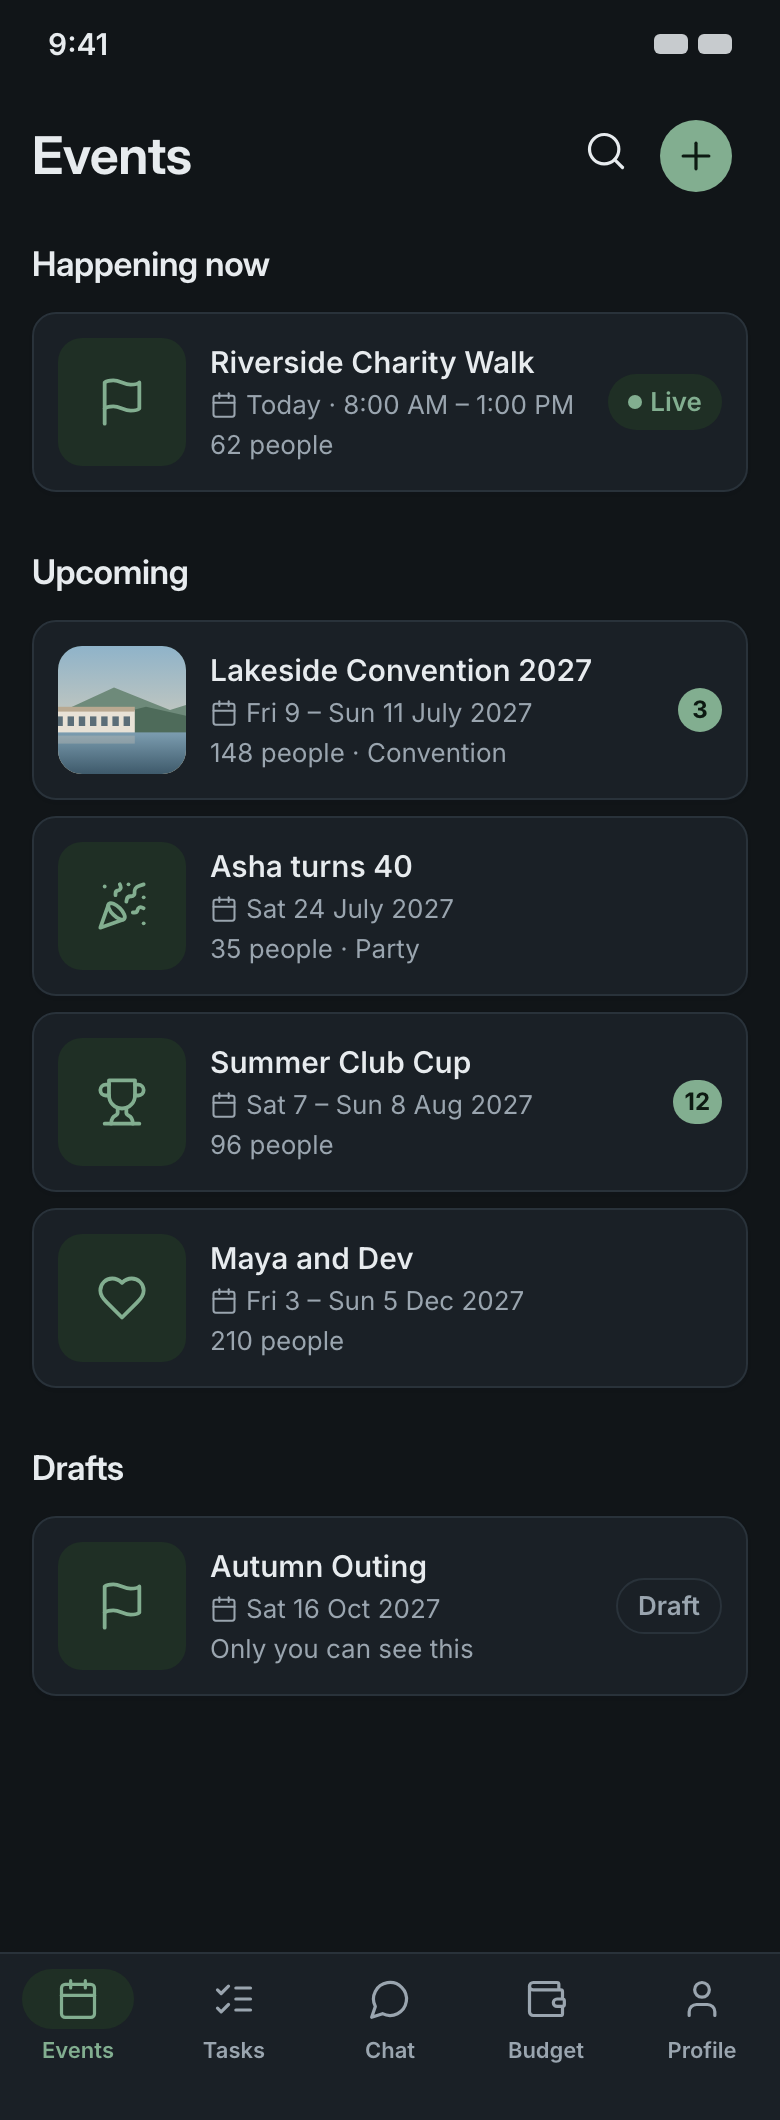 9:41
Events
Happening now
Riverside Charity Walk
Today · 8:00 AM – 1:00 PM
62 people
Live
Upcoming
Lakeside Convention 2027
Fri 9 – Sun 11 July 2027
148 people · Convention
3
Asha turns 40
Sat 24 July 2027
35 people · Party
Summer Club Cup
Sat 7 – Sun 8 Aug 2027
96 people
12
Maya and Dev
Fri 3 – Sun 5 Dec 2027
210 people
Drafts
Autumn Outing
Sat 16 Oct 2027
Only you can see this
Draft
Events
Tasks
Chat
Budget
Profile